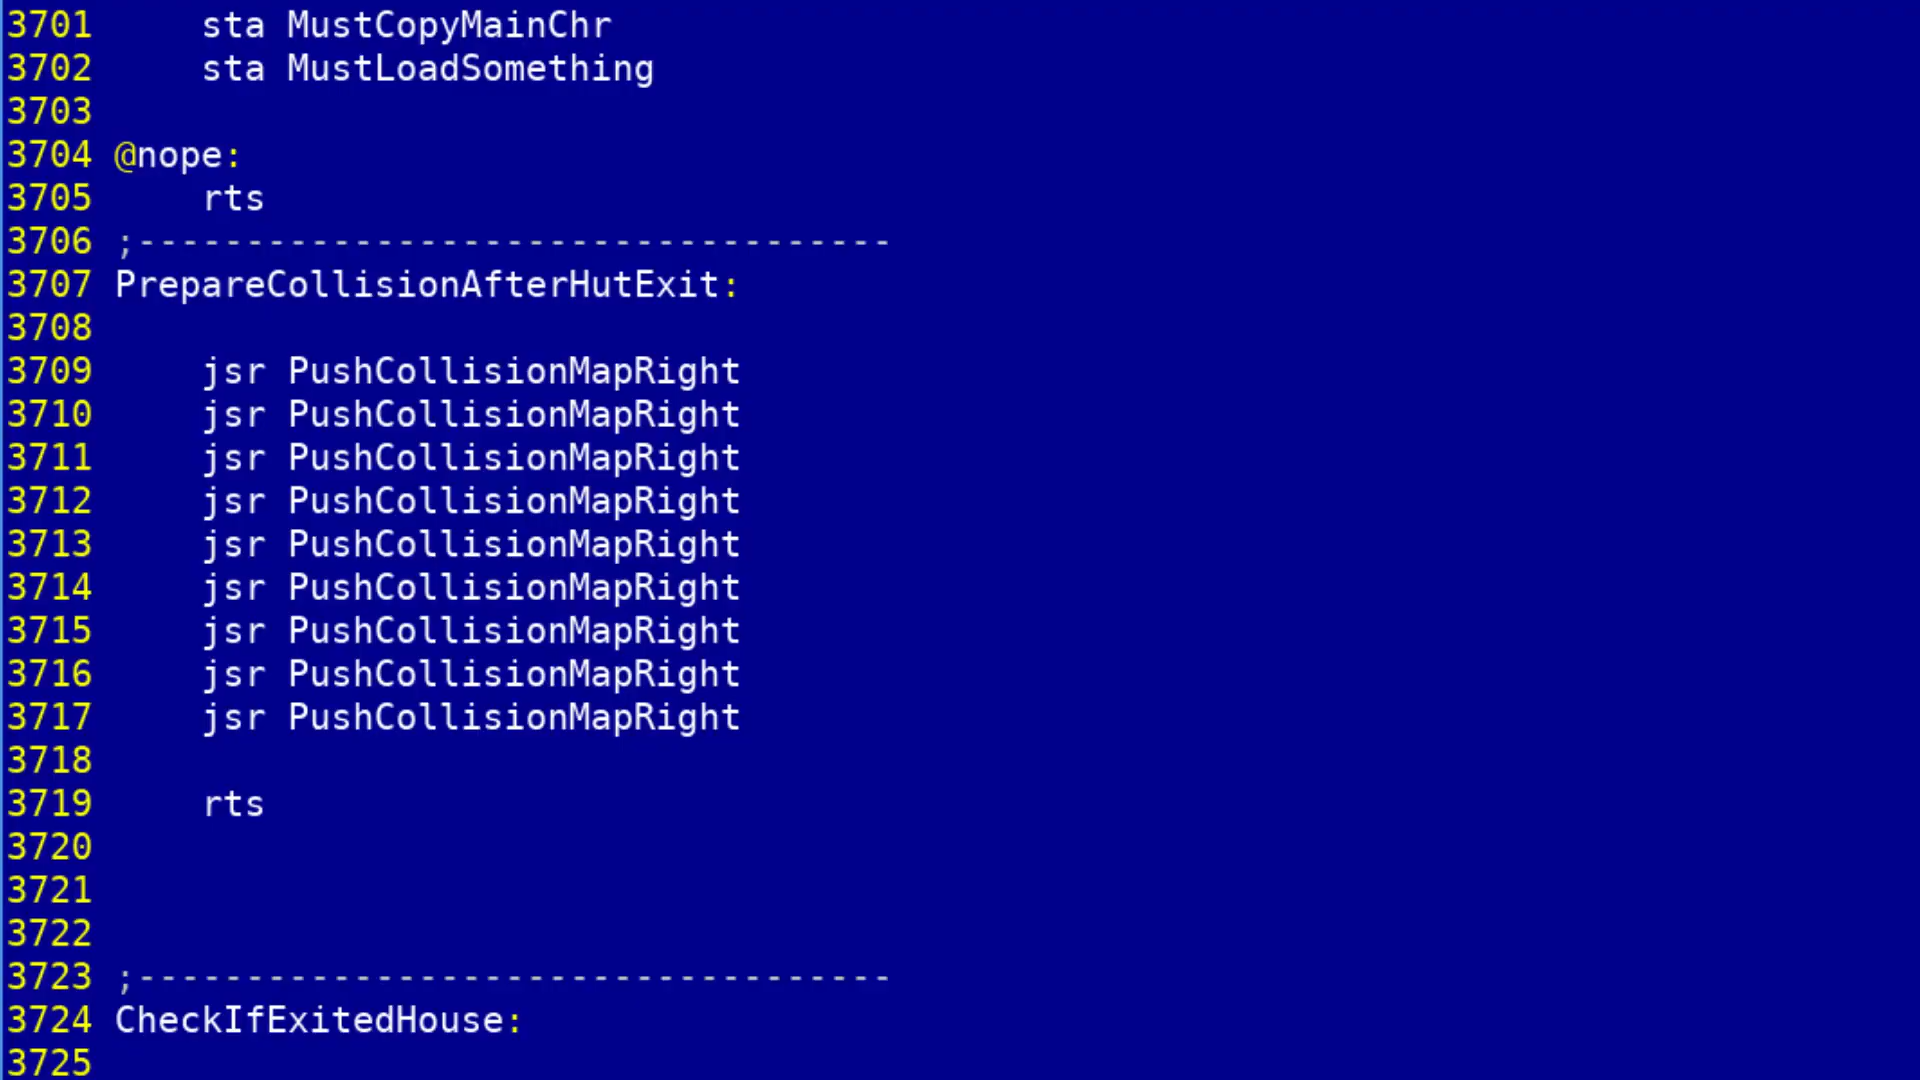 3701     sta MustCopyMainChr
3702     sta MustLoadSomething
3703
3704 @nope:
3705     rts
3706 ;-----------------------------------
3707 PrepareCollisionAfterHutExit:
3708
3709     jsr PushCollisionMapRight
3710     jsr PushCollisionMapRight
3711     jsr PushCollisionMapRight
3712     jsr PushCollisionMapRight
3713     jsr PushCollisionMapRight
3714     jsr PushCollisionMapRight
3715     jsr PushCollisionMapRight
3716     jsr PushCollisionMapRight
3717     jsr PushCollisionMapRight
3718
3719     rts
3720
3721
3722
3723 ;-----------------------------------
3724 CheckIfExitedHouse:
3725